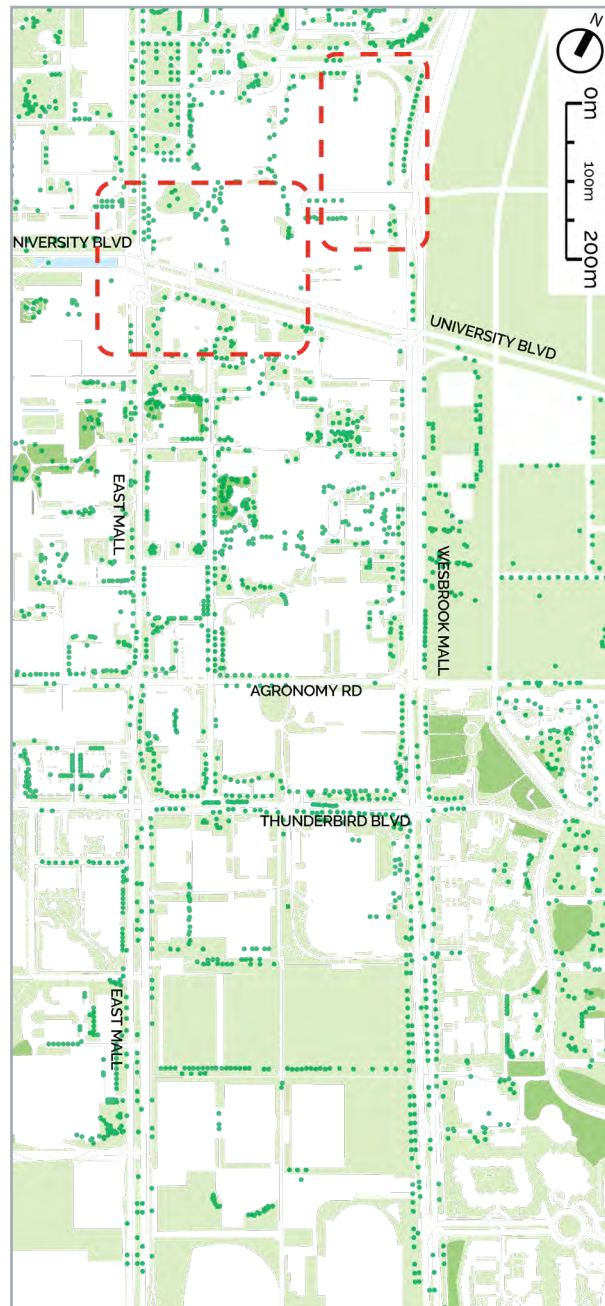 N
0m
100m
200m
NIVERSITY BLVD
UNIVERSITY BLVD
EAST MALL
WESBROOK MALL
AGRONOMY RD
THUNDERBIRD BLVD
EAST MALL